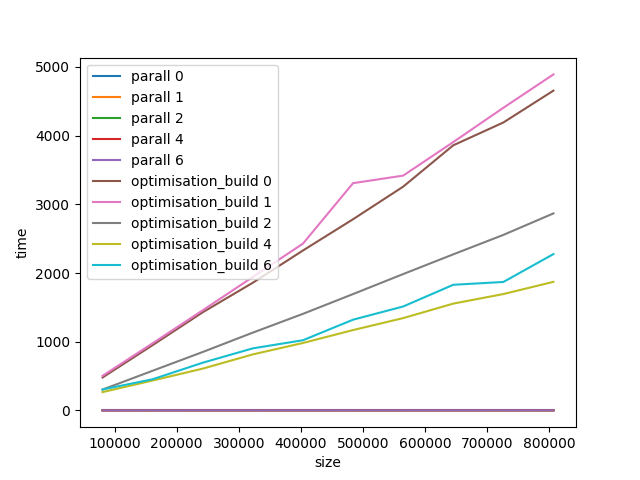 5000
4000
3000
2000
1000
0
time
parall 0
parall 1
parall 2
parall 4
parall 6
optimisation_build 0
optimisation_build 1
optimisation_build 2
optimisation_build 4
optimisation_build 6
100000 200000 300000 400000 500000 600000 700000 800000
size